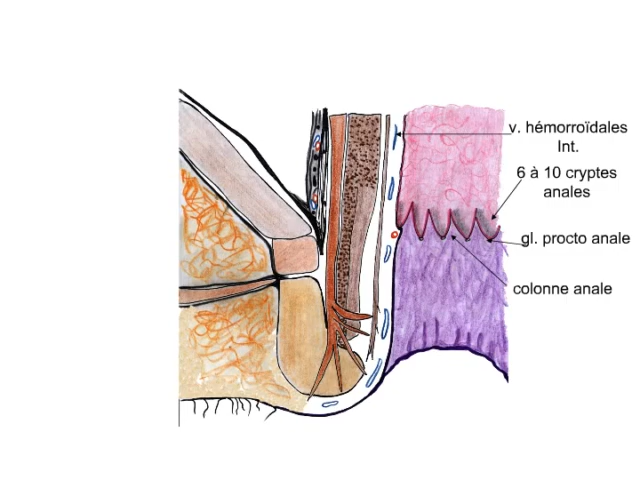 v. hémorroïdales
Int.
6 à 10 cryptes
anales
gl. procto anale
colonne anale